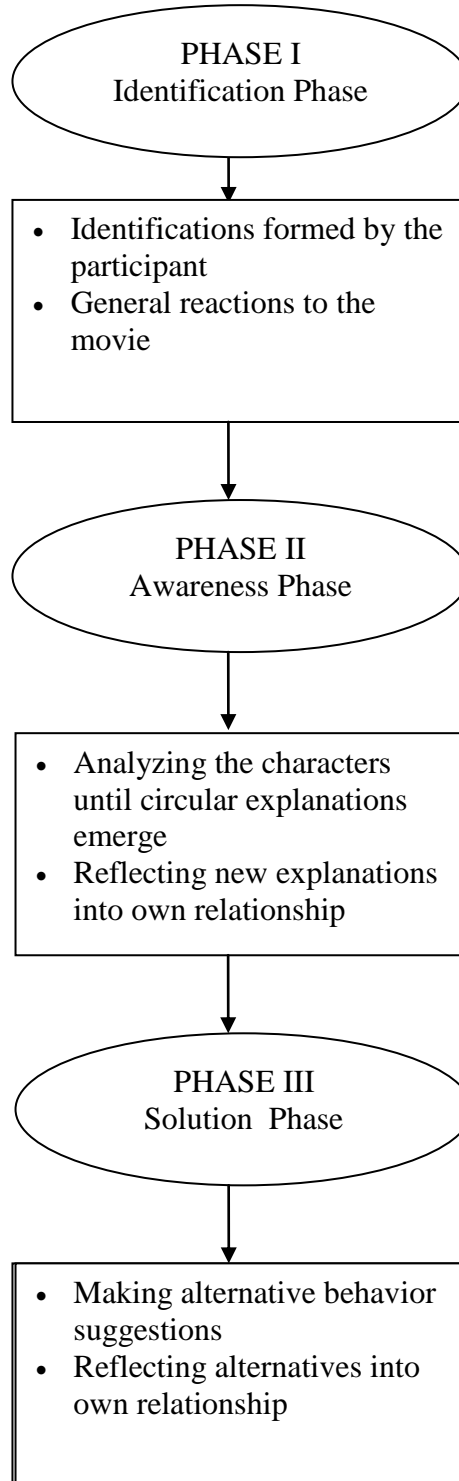 PHASE I
Identification Phase
• Identifications formed by the
participant
• General reactions to the
movie
PHASE II
Awareness Phase
• Analyzing the characters
until circular explanations
emerge
• Reflecting new explanations
into own relationship
PHASE III
Solution Phase
• Making alternative behavior
suggestions
• Reflecting alternatives into
own relationship